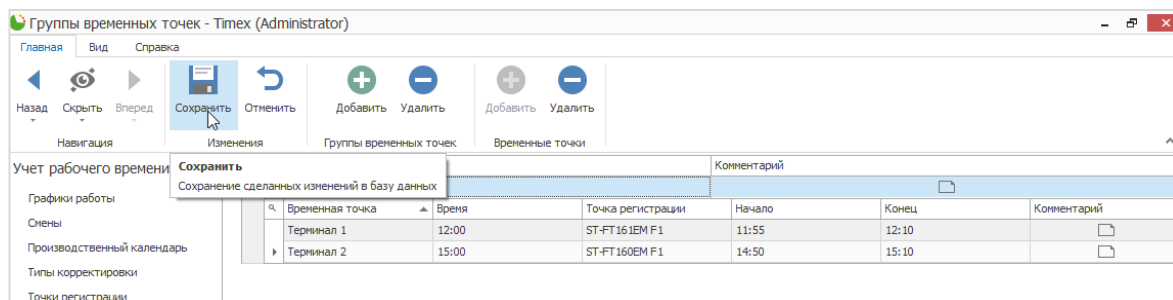 Группы временных точек - Timex (Administrator)
Главная Вид Справка
Назад Скрыть Вперед Сохранить Отменить Добавить Удалить Добавить Удалить
Навигация Изменения Группы временных точек Временные точки
Учет рабочего времени
Сохранить
Сохранение сделанных изменений в базу данных
Комментарий
Графики работы
Временная точка Время Точка регистрации Начало Конец Комментарий
Смены
Терминал 1 12:00 ST-FT161EM F1 11:55 12:10
Производственный календарь
Терминал 2 15:00 ST-FT160EM F1 14:50 15:10
Типы корректировки
Точки регистрации